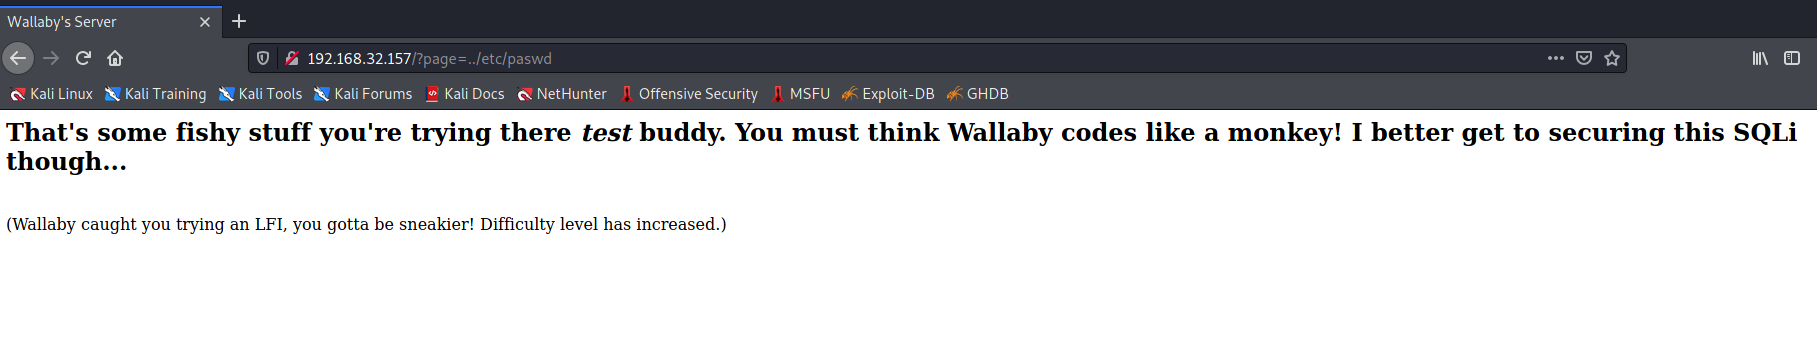 Wallaby's Server
192.168.32.157/?page=../etc/paswd
Kali Linux Kali Training Kali Tools Kali Forums Kali Docs NetHunter Offensive Security MSFU Exploit-DB GHDB
That's some fishy stuff you're trying there test buddy. You must think Wallaby codes like a monkey! I better get to securing this SQLi
though...
(Wallaby caught you trying an LFI, you gotta be sneakier! Difficulty level has increased.)